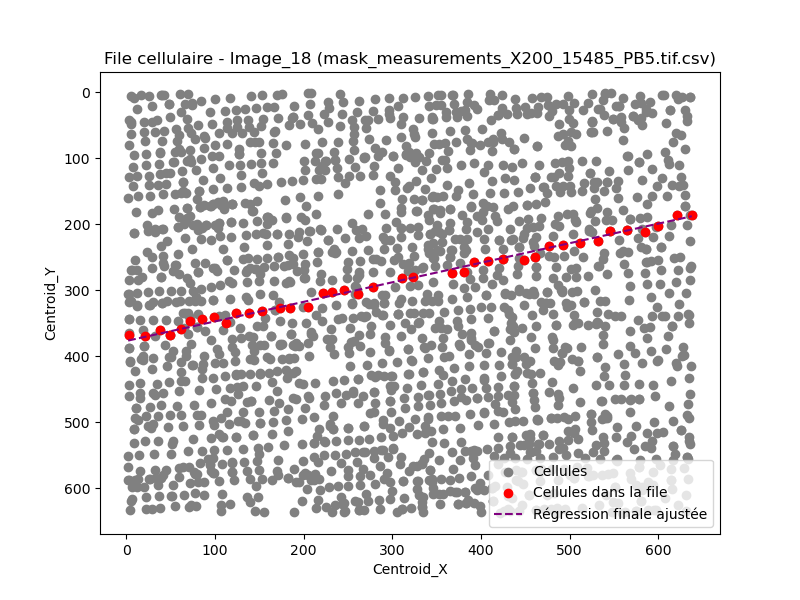 File cellulaire - Image_18 (mask_measurements_X200_15485_PB5.tif.csv)
0
100
200
300
400
500
600
Centroid_Y
Cellules
Cellules dans la file
Régression finale ajustée
0 100 200 300 400 500 600
Centroid_X